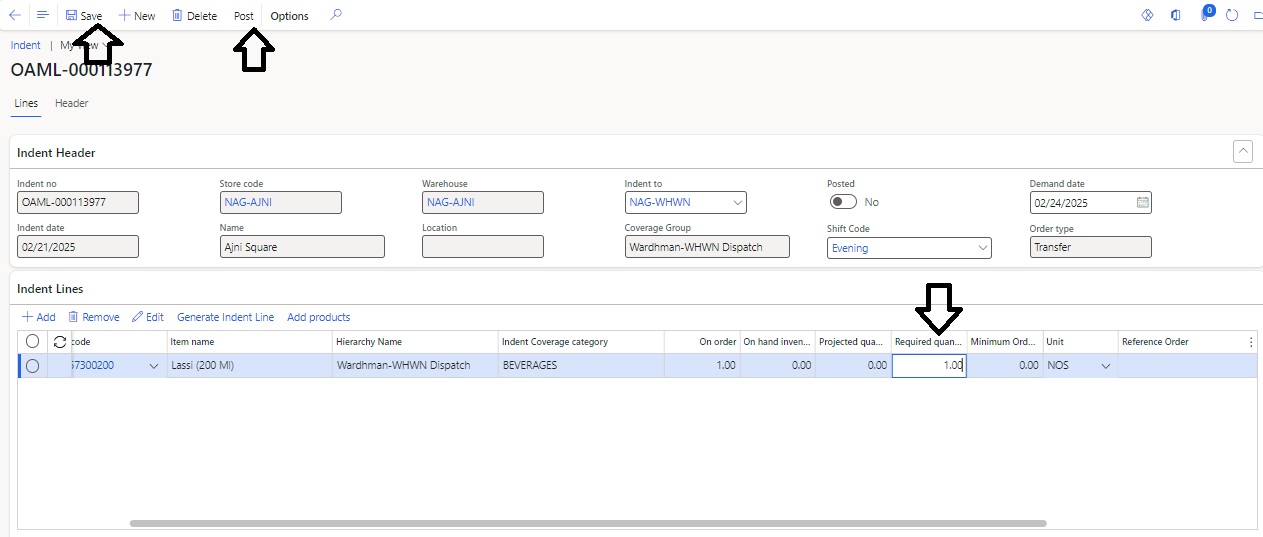 Save New Delete Post Options 0
Indent | My View
OAML-000113977
Lines Header
Indent Header
Indent no Store code Warehouse Indent to Posted Demand date
OAML-000113977 NAG-AJNI NAG-AJNI NAG-WHWN No 02/24/2025
Indent date Name Location Coverage Group Shift Code Order type
02/21/2025 Ajni Square Wardhman-WHWN Dispatch Evening Transfer
Indent Lines
Add Remove Edit Generate Indent Line Add products
code Item name Hierarchy Name Indent Coverage category On order On hand inven... Projected qua... Required quan... Minimum Ord... Unit Reference Order
57300200 Lassi (200 Ml) Wardhman-WHWN Dispatch BEVERAGES 1.00 0.00 0.00 1.00 0.00 NOS